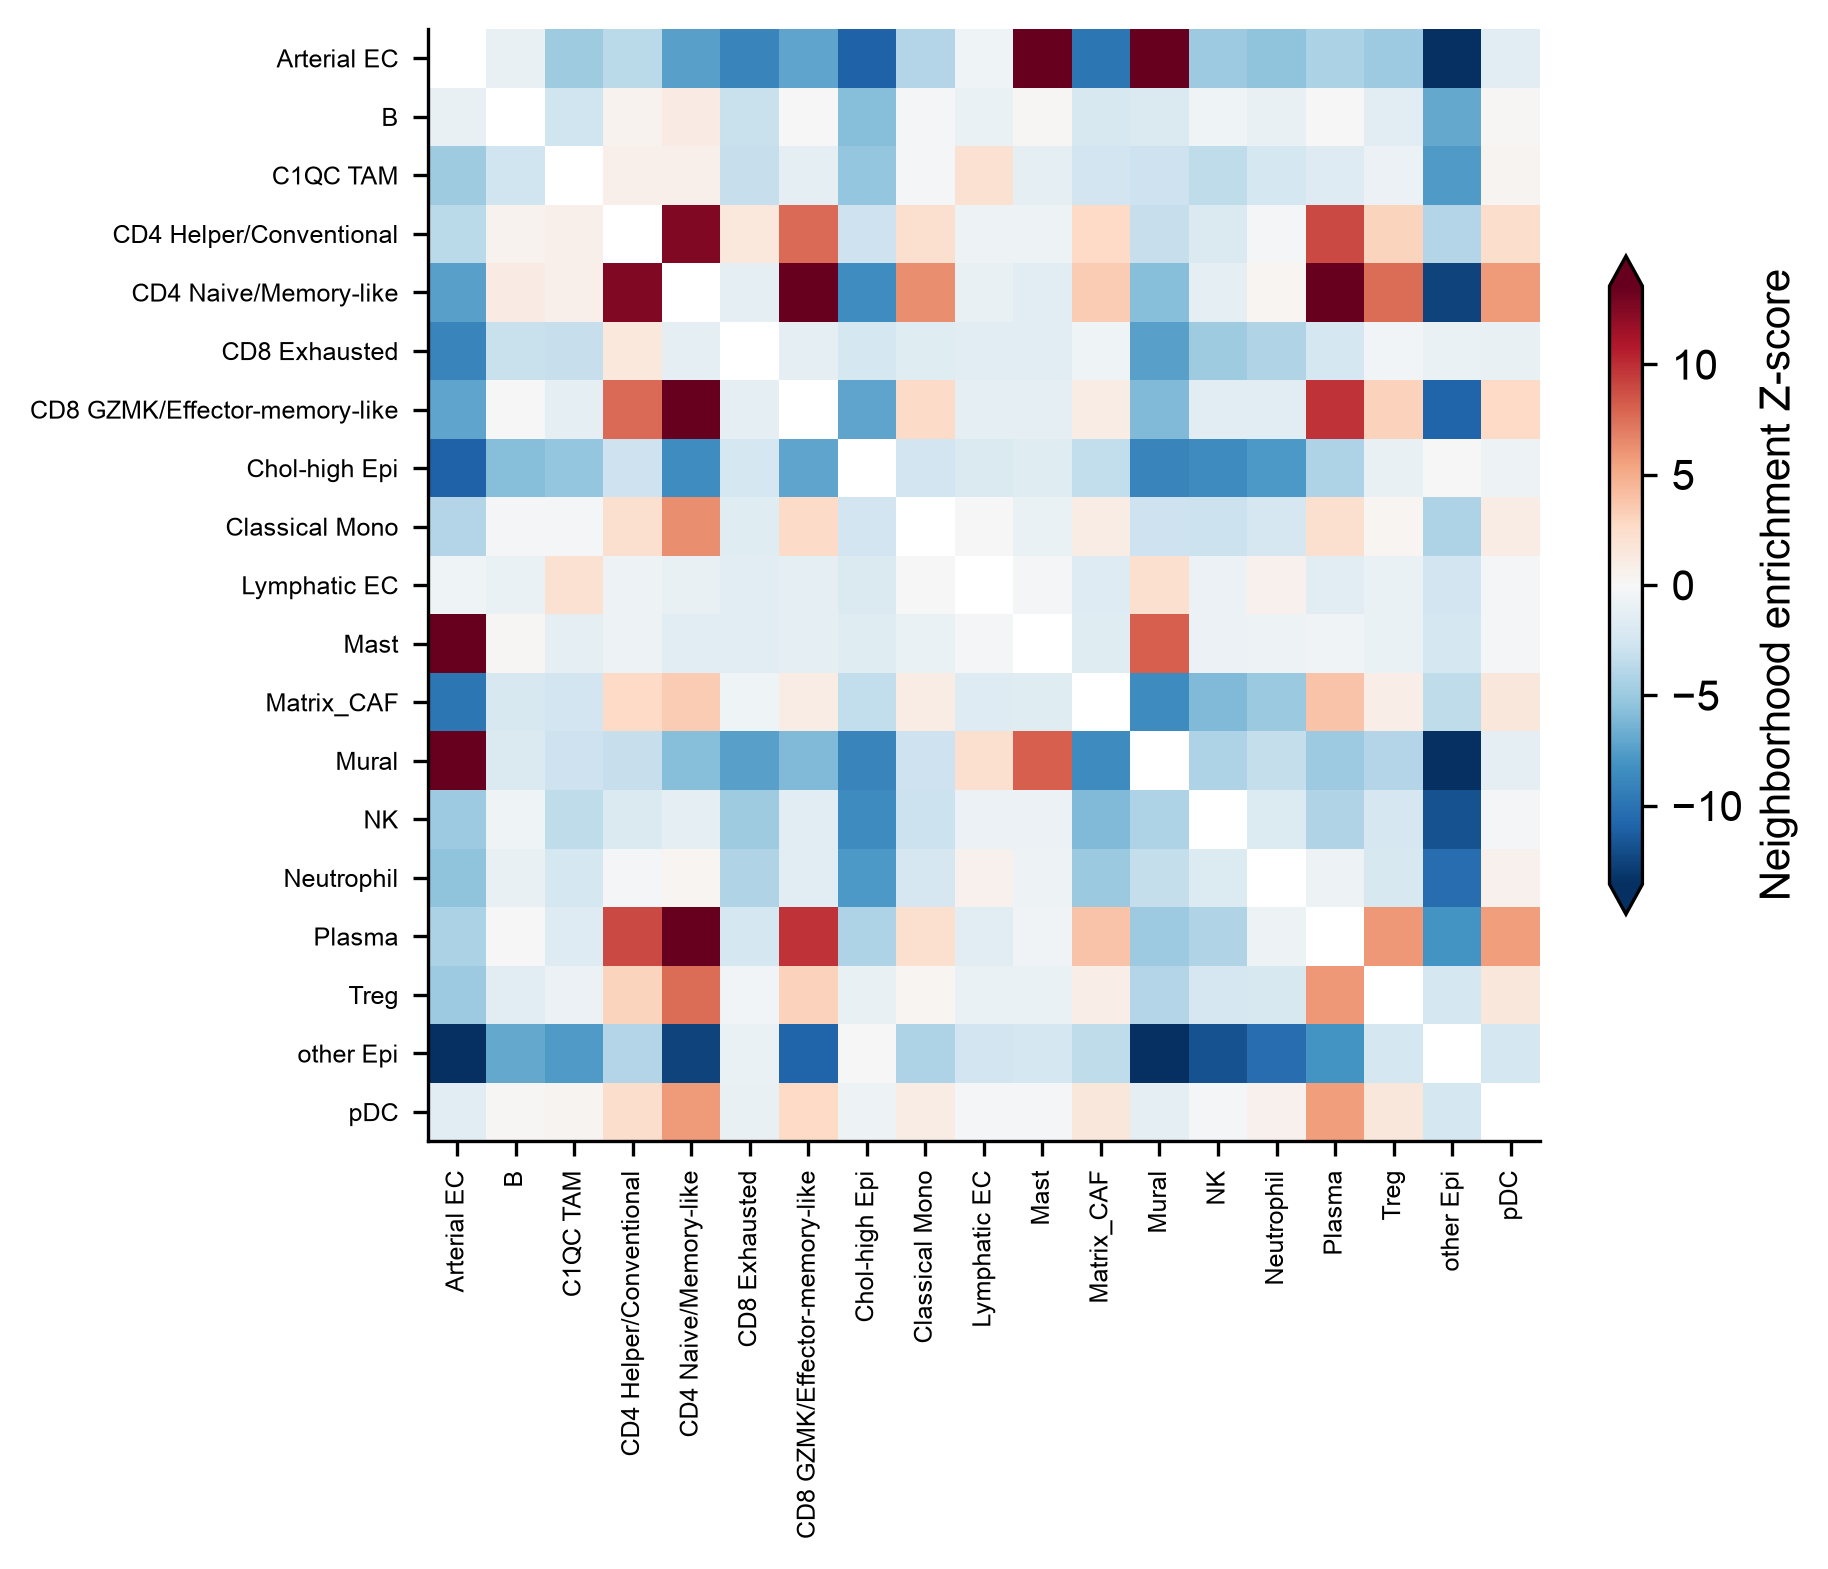 Arterial EC
B
C1QC TAM
CD4 Helper/Conventional
CD4 Naive/Memory-like
CD8 Exhausted
CD8 GZMK/Effector-memory-like
Chol-high Epi
Classical Mono
Lymphatic EC
Mast
Matrix_CAF
Mural
NK
Neutrophil
Plasma
Treg
other Epi
pDC
Arterial EC
B
C1QC TAM
CD4 Helper/Conventional
CD4 Naive/Memory-like
CD8 Exhausted
CD8 GZMK/Effector-memory-like
Chol-high Epi
Classical Mono
Lymphatic EC
Mast
Matrix_CAF
Mural
NK
Neutrophil
Plasma
Treg
other Epi
pDC
10
5
0
−5
−10
Neighborhood enrichment Z-score